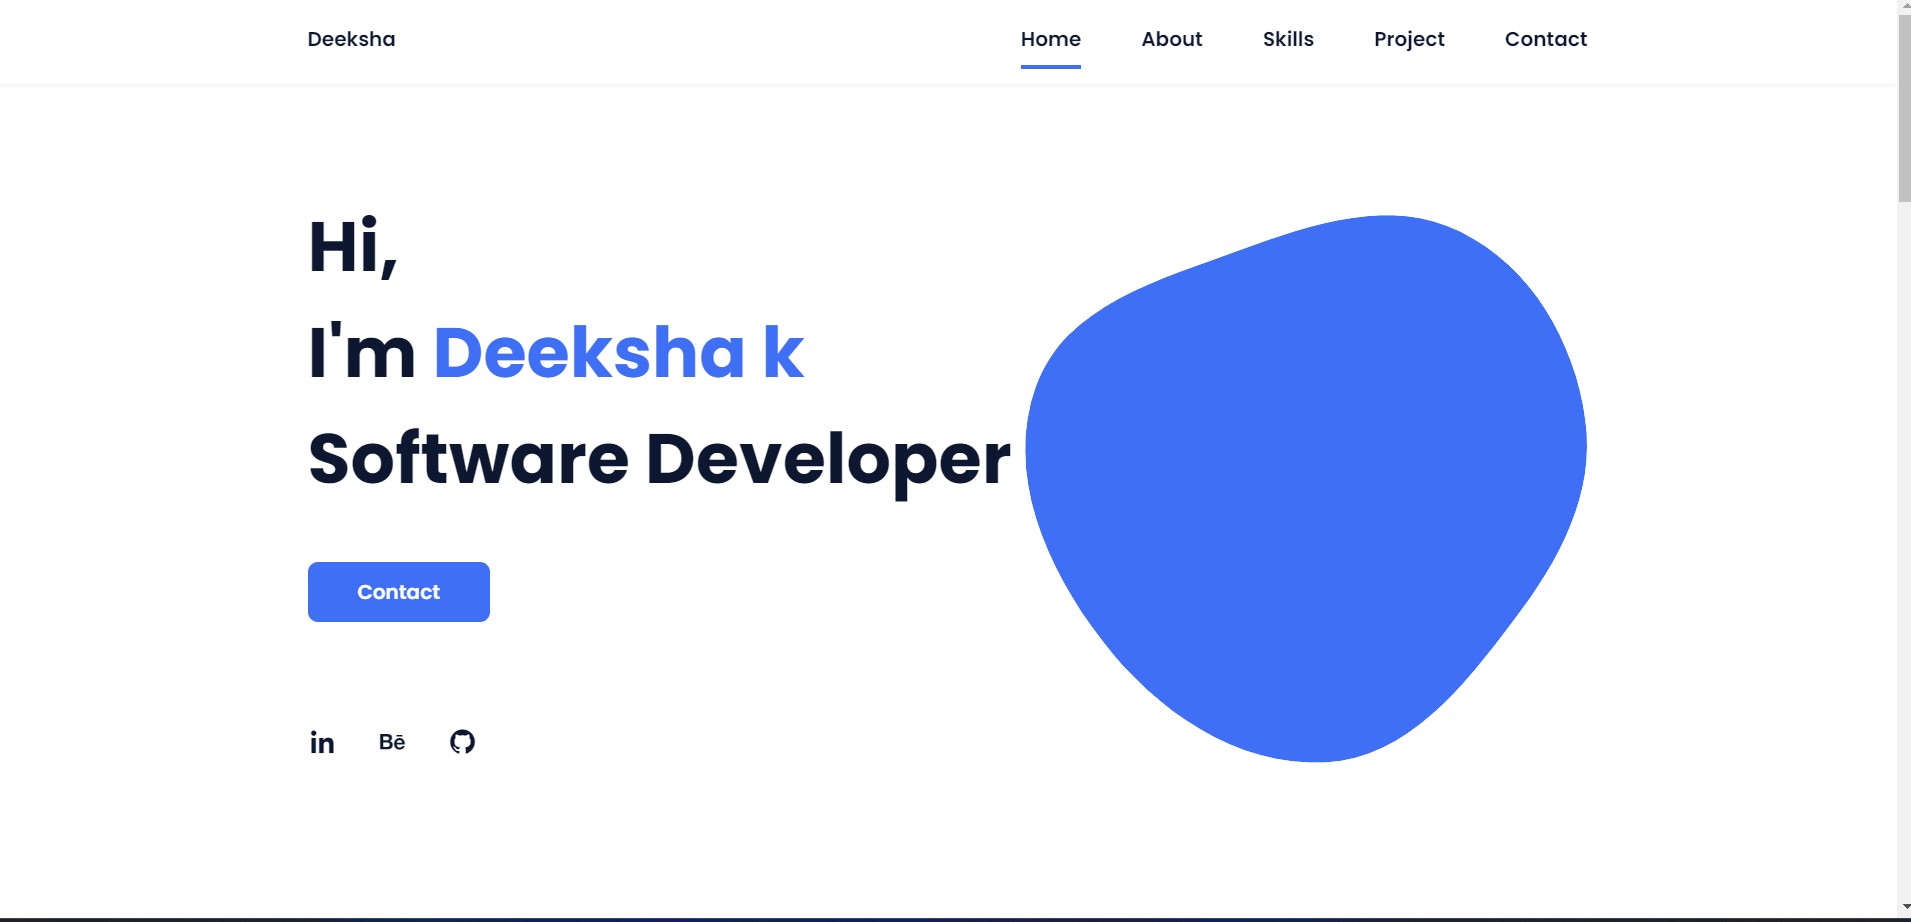 Deeksha
Home About Skills Project Contact
Hi,
I'm Deeksha k
Software Developer
Contact
in Bē